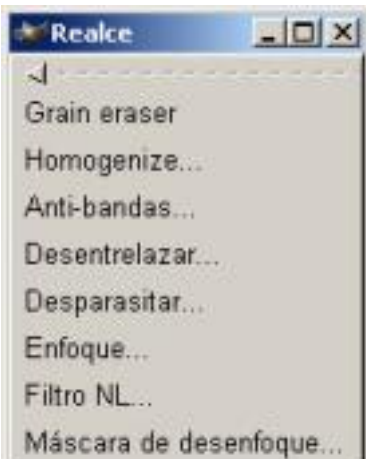 Realce
Grain eraser
Homogenize...
Anti-bandas...
Desentrelazar...
Desparasitar...
Enfoque...
Filtro NL...
Máscara de desenfoque...